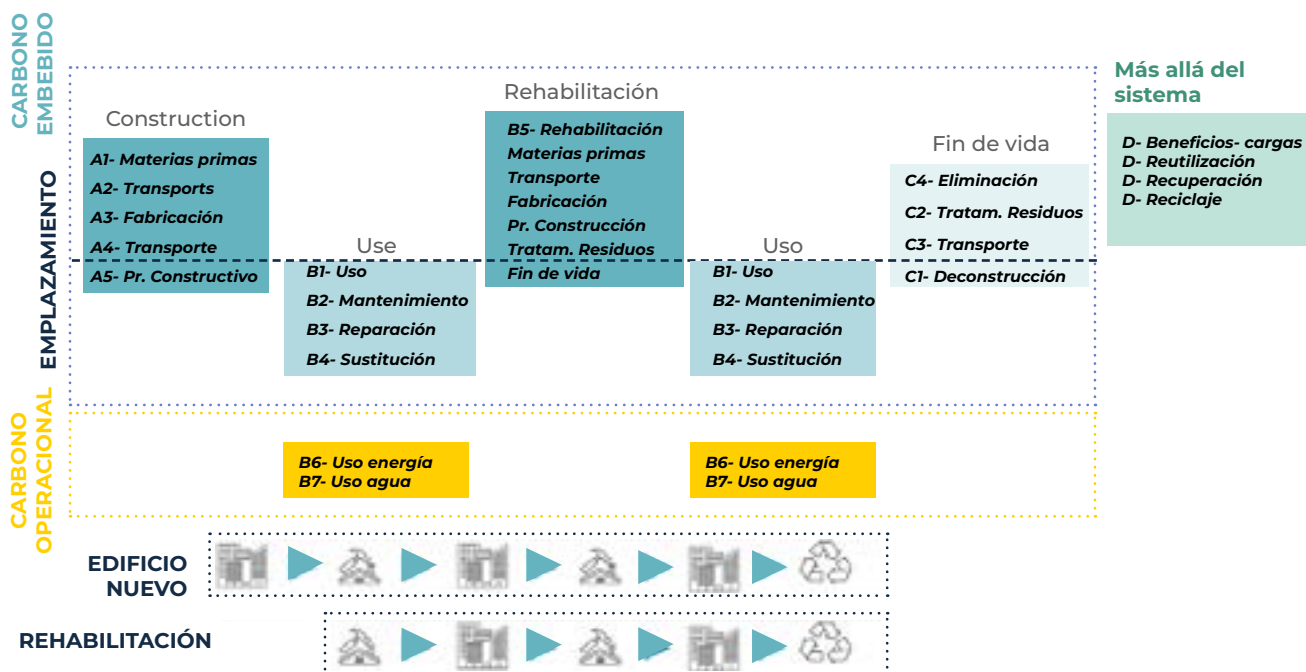 CARBONO
EMBEBIDO
EMPLAZAMIENTO
CARBONO
OPERACIONAL
Construction
A1- Materias primas
A2- Transports
A3- Fabricación
A4- Transporte
A5- Pr. Constructivo
Use
B1- Uso
B2- Mantenimiento
B3- Reparación
B4- Sustitución
Rehabilitación
B5- Rehabilitación
Materias primas
Transporte
Fabricación
Pr. Construcción
Tratam. Residuos
Fin de vida
Uso
B1- Uso
B2- Mantenimiento
B3- Reparación
B4- Sustitución
Fin de vida
C4- Eliminación
C2- Tratam. Residuos
C3- Transporte
C1- Deconstrucción
Más allá del
sistema
D- Beneficios- cargas
D- Reutilización
D- Recuperación
D- Reciclaje
B6- Uso energía
B7- Uso agua
B6- Uso energía
B7- Uso agua
EDIFICIO
NUEVO
REHABILITACIÓN